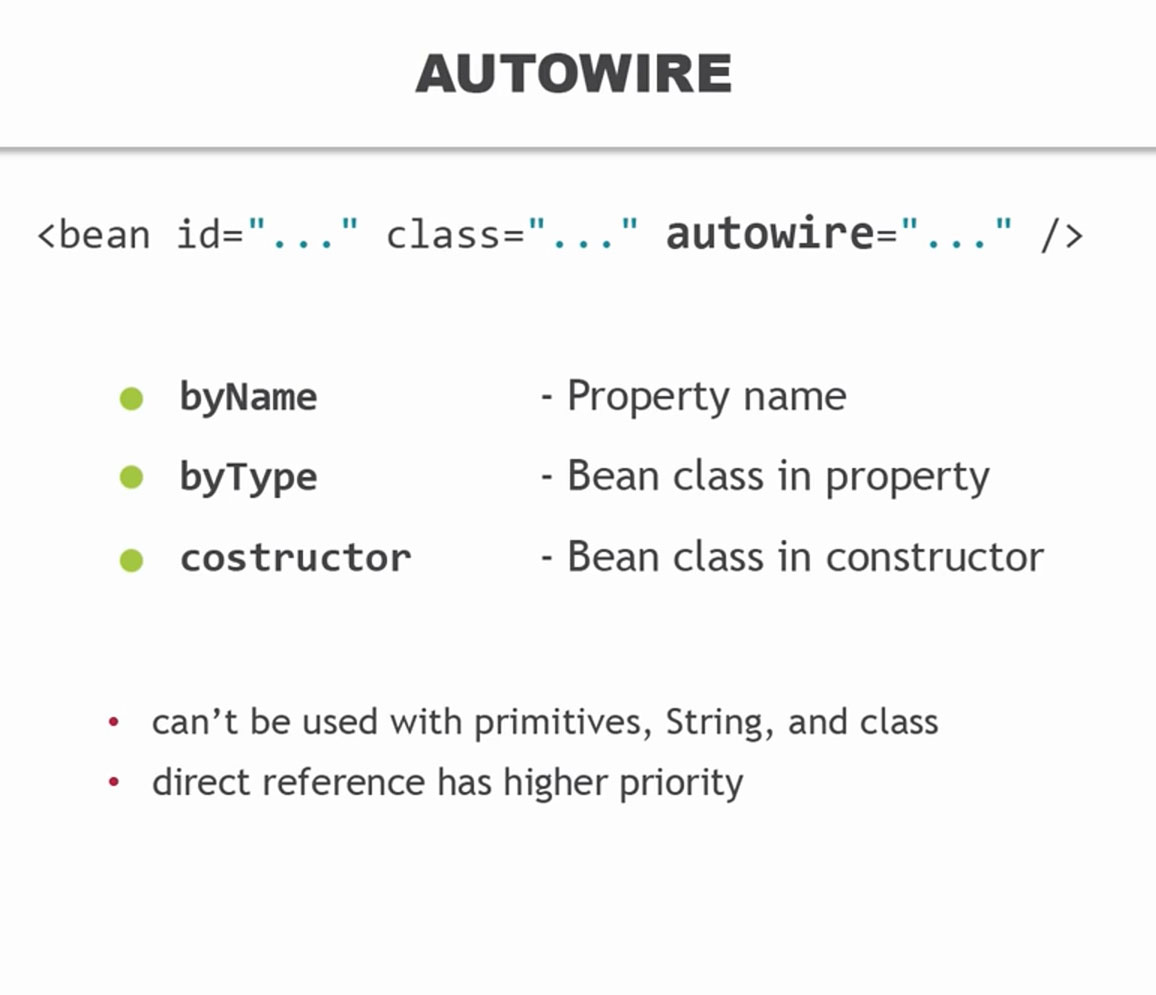 AUTOWIRE
<bean id="..." class="..." autowire="..." />
● byName - Property name
● byType - Bean class in property
● costructor - Bean class in constructor
• can’t be used with primitives, String, and class
• direct reference has higher priority